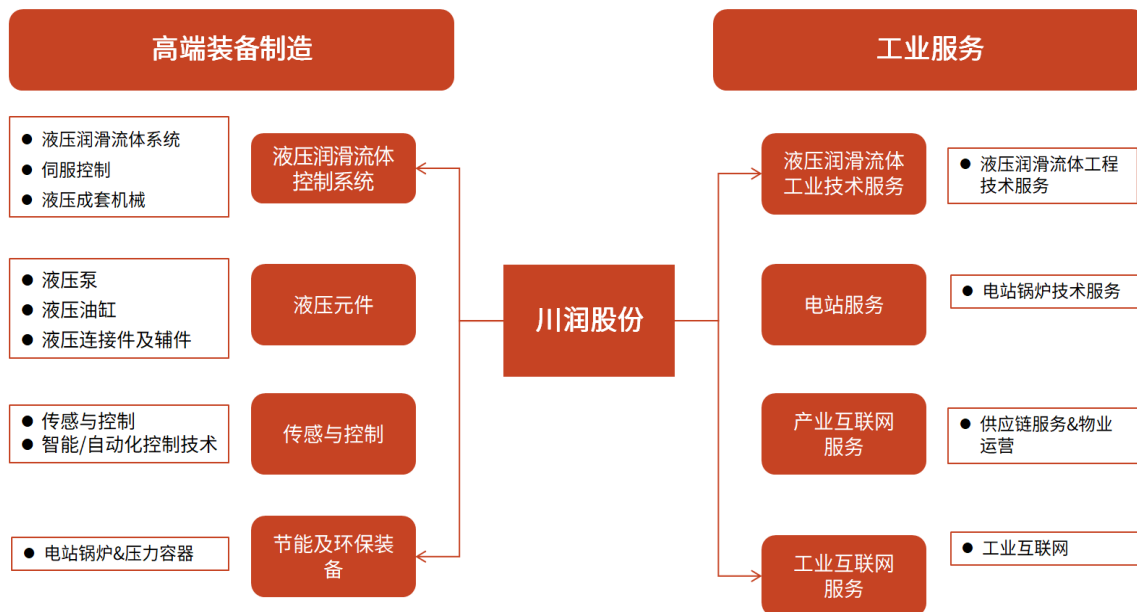 高端装备制造
工业服务
● 液压润滑流体系统
● 伺服控制
● 液压成套机械
液压润滑流体
控制系统
● 液压泵
● 液压油缸
● 液压连接件及辅件
液压元件
● 传感与控制
● 智能/自动化控制技术
传感与控制
● 电站锅炉&压力容器
节能及环保装
备
川润股份
液压润滑流体
工业技术服务
● 液压润滑流体工程
技术服务
电站服务
● 电站锅炉技术服务
产业互联网
服务
● 供应链服务&物业
运营
工业互联网
服务
● 工业互联网